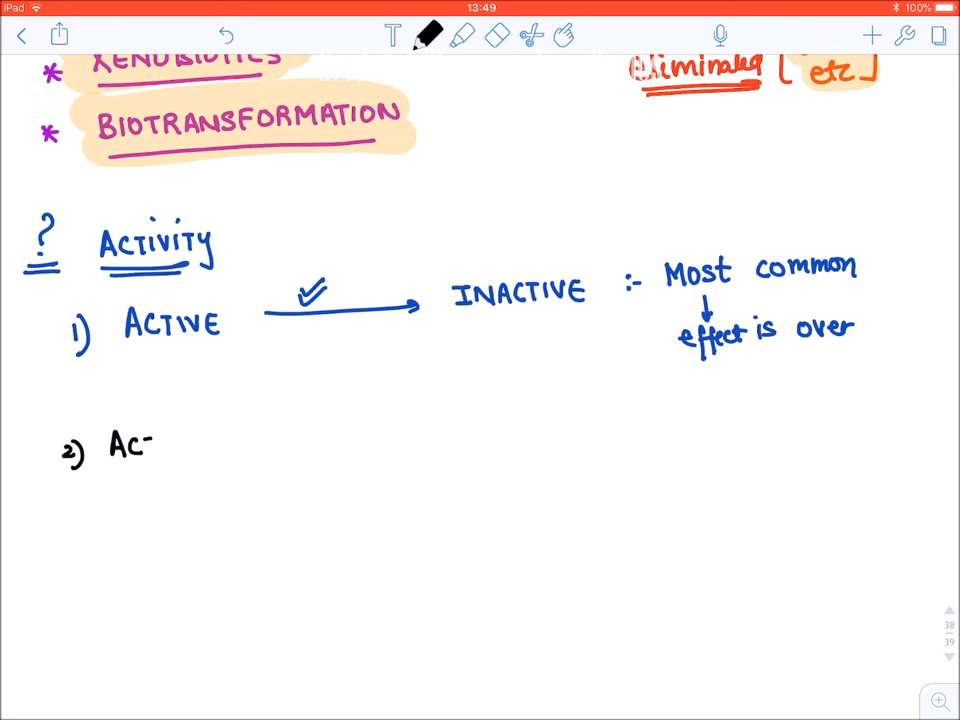 iPad 13:49 100%
T
* XENOBIOTICS
Eliminated [ etc ]
* BIOTRANSFORMATION
? ACTIVITY
1) ACTIVE → INACTIVE :- Most common
↓
effect is over
2) AC-
38
39